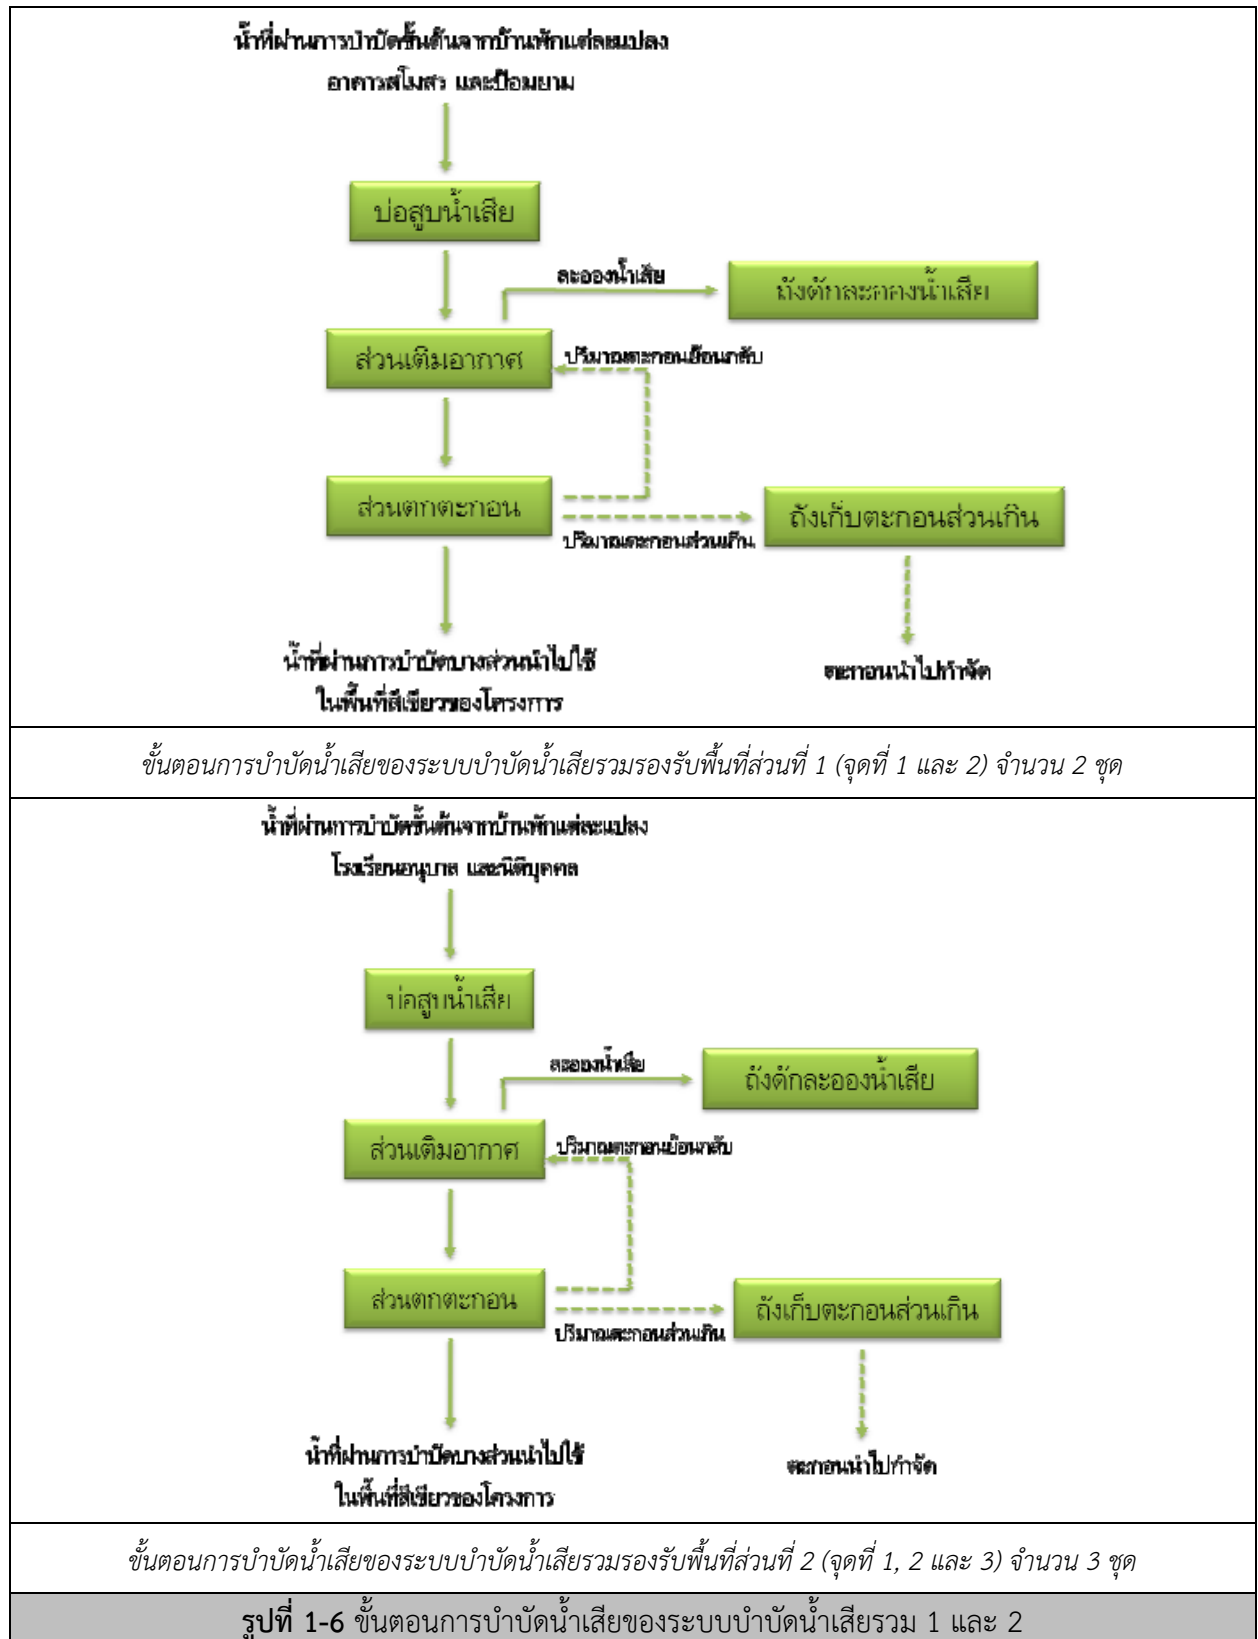 น้ำที่ผ่านการบำบัดขั้นต้นจากบ้านพักแต่ละแปลง
อาคารสโมสร และป้อมยาม
บ่อสูบน้ำเสีย
ละอองน้ำเสีย
ถังดักละอองน้ำเสีย
ส่วนเติมอากาศ
ปริมาณตะกอนย้อนกลับ
ส่วนตกตะกอน
ถังเก็บตะกอนส่วนเกิน
ปริมาณตะกอนส่วนเกิน
น้ำที่ผ่านการบำบัดบางส่วนนำไปใช้
ในพื้นที่สีเขียวของโครงการ
ตะกอนนำไปกำจัด
ขั้นตอนการบำบัดน้ำเสียของระบบบำบัดน้ำเสียรวมรองรับพื้นที่ส่วนที่ 1 (จุดที่ 1 และ 2) จำนวน 2 ชุด
น้ำที่ผ่านการบำบัดขั้นต้นจากบ้านพักแต่ละแปลง
โรงเรียนอนุบาล และนิติบุคคล
บ่อสูบน้ำเสีย
ละอองน้ำเสีย
ถังดักละอองน้ำเสีย
ส่วนเติมอากาศ
ปริมาณตะกอนย้อนกลับ
ส่วนตกตะกอน
ถังเก็บตะกอนส่วนเกิน
ปริมาณตะกอนส่วนเกิน
น้ำที่ผ่านการบำบัดบางส่วนนำไปใช้
ในพื้นที่สีเขียวของโครงการ
ตะกอนนำไปกำจัด
ขั้นตอนการบำบัดน้ำเสียของระบบบำบัดน้ำเสียรวมรองรับพื้นที่ส่วนที่ 2 (จุดที่ 1, 2 และ 3) จำนวน 3 ชุด
รูปที่ 1-6 ขั้นตอนการบำบัดน้ำเสียของระบบบำบัดน้ำเสียรวม 1 และ 2